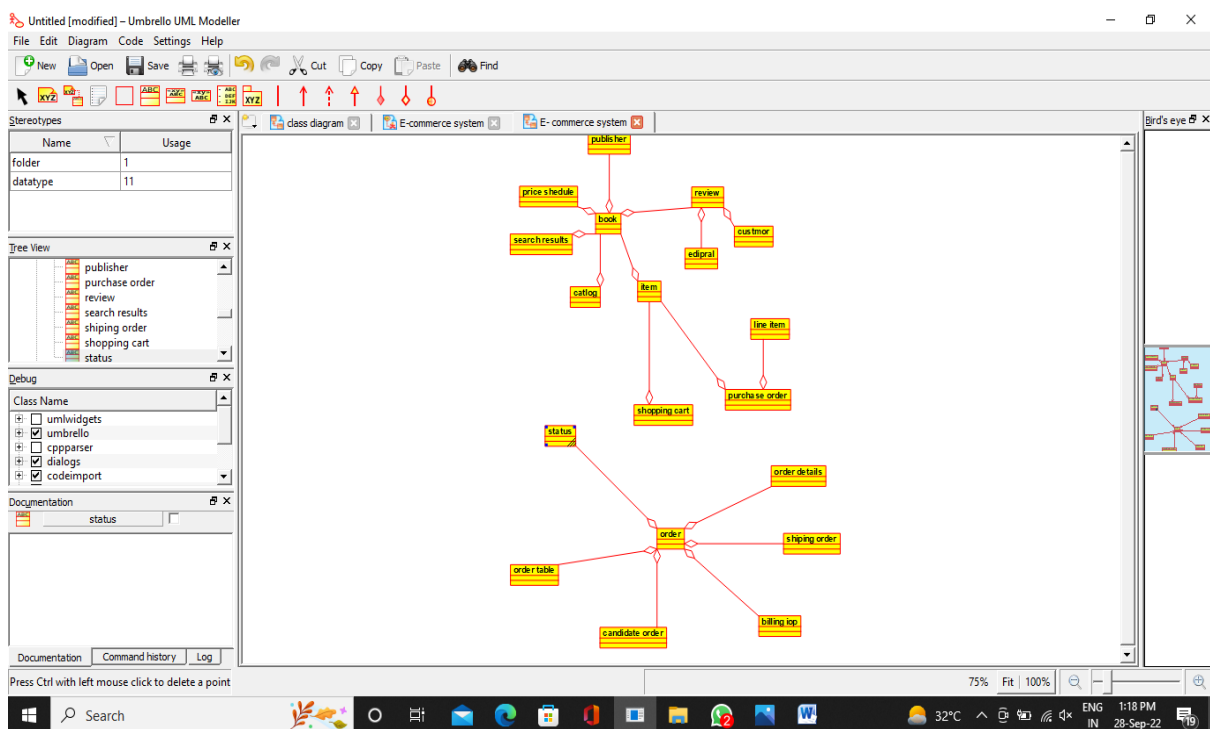 Untitled [modified] – Umbrello UML Modeller
File Edit Diagram Code Settings Help
New Open Save Cut Copy Paste Find
Stereotypes
Name Usage
folder 1
datatype 11
Tree View
publisher
purchase order
review
search results
shiping order
shopping cart
status
Debug
Class Name
umlwidgets
umbrello
cppparser
dialogs
codeimport
Documentation
status
Documentation Command history Log
Press Ctrl with left mouse click to delete a point
class diagram E-commerce system E- commerce system
Bird's eye
publisher
price shedule
review
book
custmor
search results
edipral
item
catlog
line item
purchase order
shopping cart
status
order details
order
shiping order
order table
billing iop
candidate order
75% Fit 100%
Search
32°C ENG 1:18 PM
IN 28-Sep-22
2
19